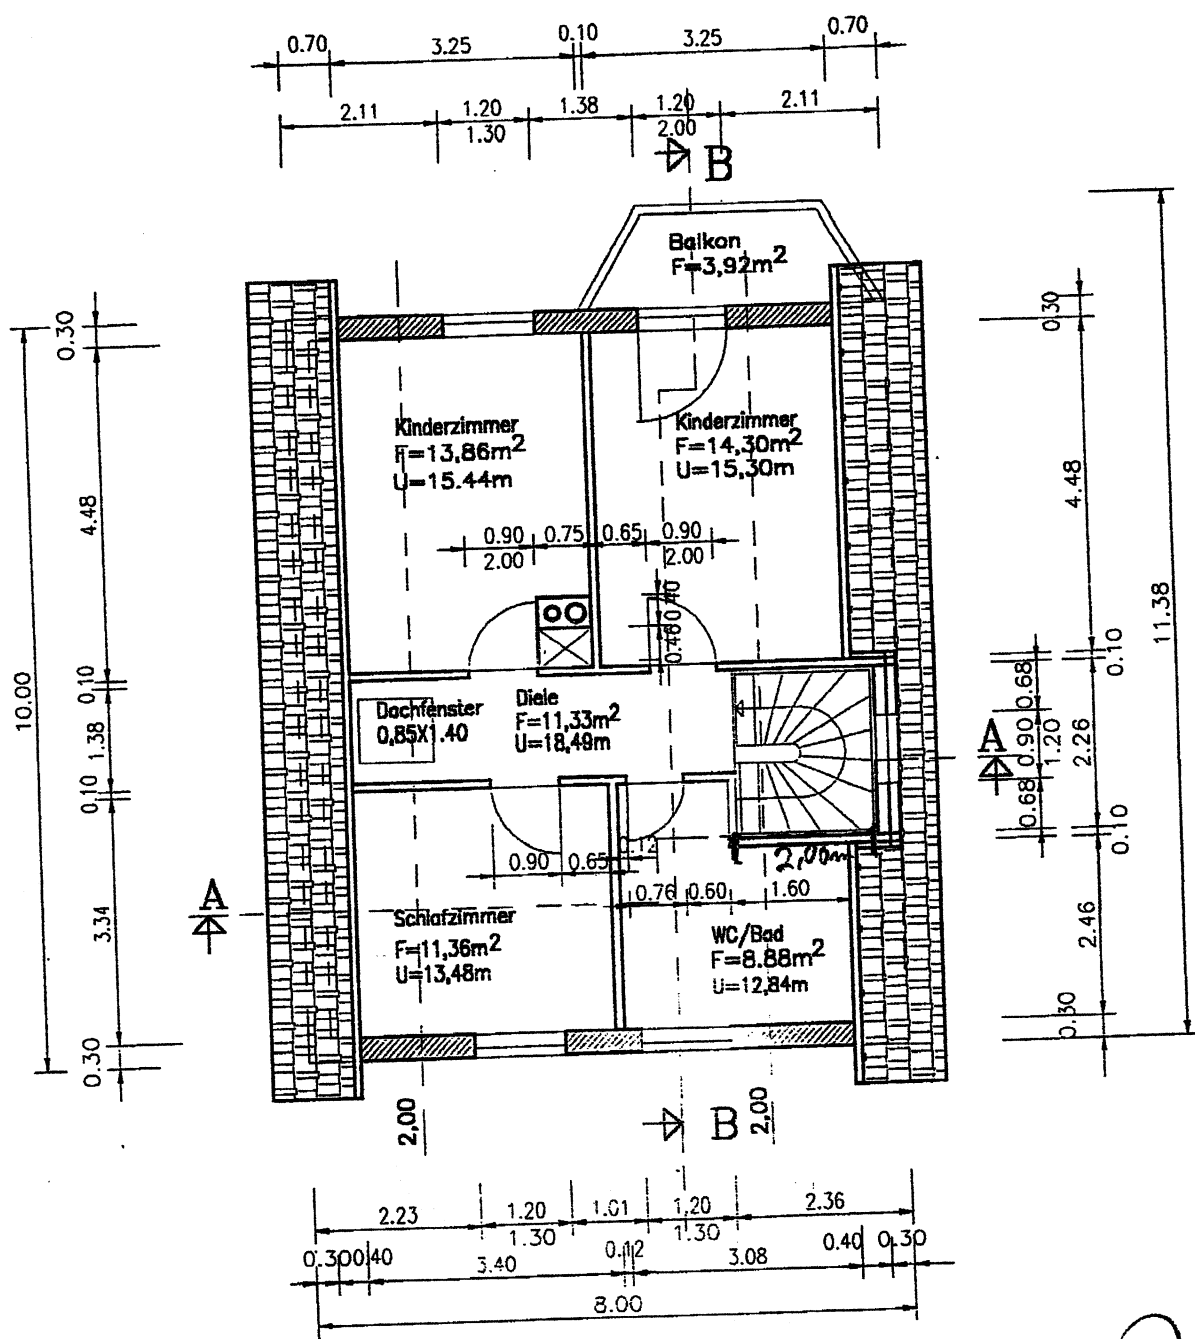 0.70 3.25 0.10 3.25 0.70
2.11 1.20 1.38 1.20 2.11
1.30 2.00
B
Balkon
F=3,92m²
0.30 0.30
Kinderzimmer
F=13,86m²
U=15.44m
Kinderzimmer
F=14,30m²
U=15,30m
4.48 4.48
0.90 0.75 0.65 0.90
2.00 2.00
0.40
0.46
11.38
10.00
0.10 1.38 0.10
Dachfenster
0,85X1.40
Diele
F=11,33m²
U=18,49m
0.68 0.90 0.68
1.20
0.10 2.26 0.10
A
0.12
2,00m
0.90 0.65
0.76 0.60 1.60
A
3.34
2.46
Schlafzimmer
F=11,36m²
U=13,48m
WC/Bad
F=8.88m²
U=12,84m
0.30 0.30
2,00 2,00
B
2.23 1.20 1.01 1.20 2.36
1.30 1.30
0.30 0.40 3.40 0.12 3.08 0.40 0.30
8.00